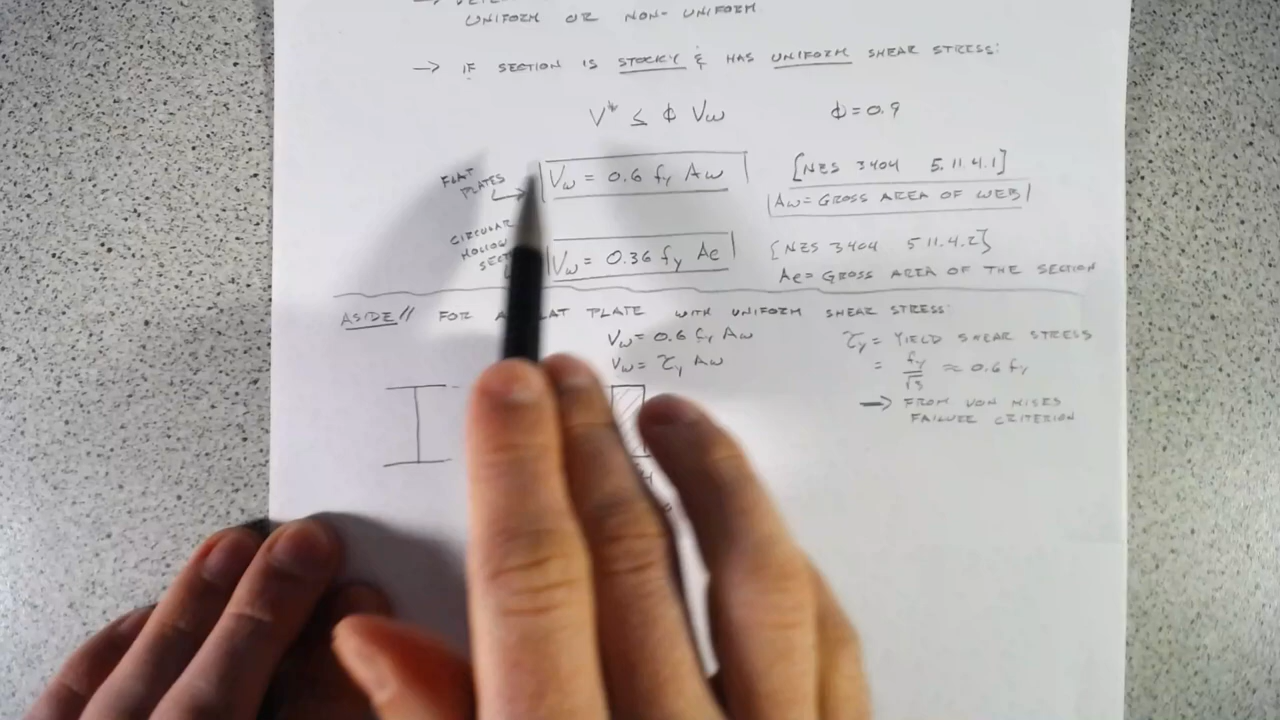 UNIFORM OR NON-UNIFORM
→ IF SECTION IS STOCKY & HAS UNIFORM SHEAR STRESS:
V* ≤ ϕ Vw ϕ = 0.9
FLAT PLATES
Vw = 0.6 fy Aw [NZS 3404 5.11.4.1]
Aw = GROSS AREA OF WEB
CIRCULAR HOLLOW
Vw = 0.36 fy Ae [NZS 3404 5.11.4.2]
Ae = GROSS AREA OF THE SECTION
ASIDE// FOR A PLATE WITH UNIFORM SHEAR STRESS:
Vw = 0.6 fy Aw τy = YIELD SHEAR STRESS
Vw = τy Aw = fy/√3 ≈ 0.6 fy
→ FROM VON MISES
FAILURE CRITERION